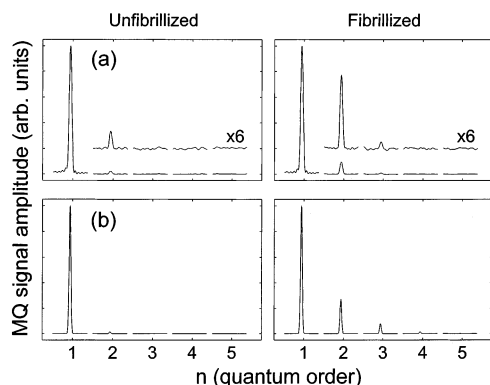 Unfibrillized
Fibrillized
MQ signal amplitude (arb. units)
(a)
x6
x6
(b)
1 2 3 4 5
1 2 3 4 5
n (quantum order)